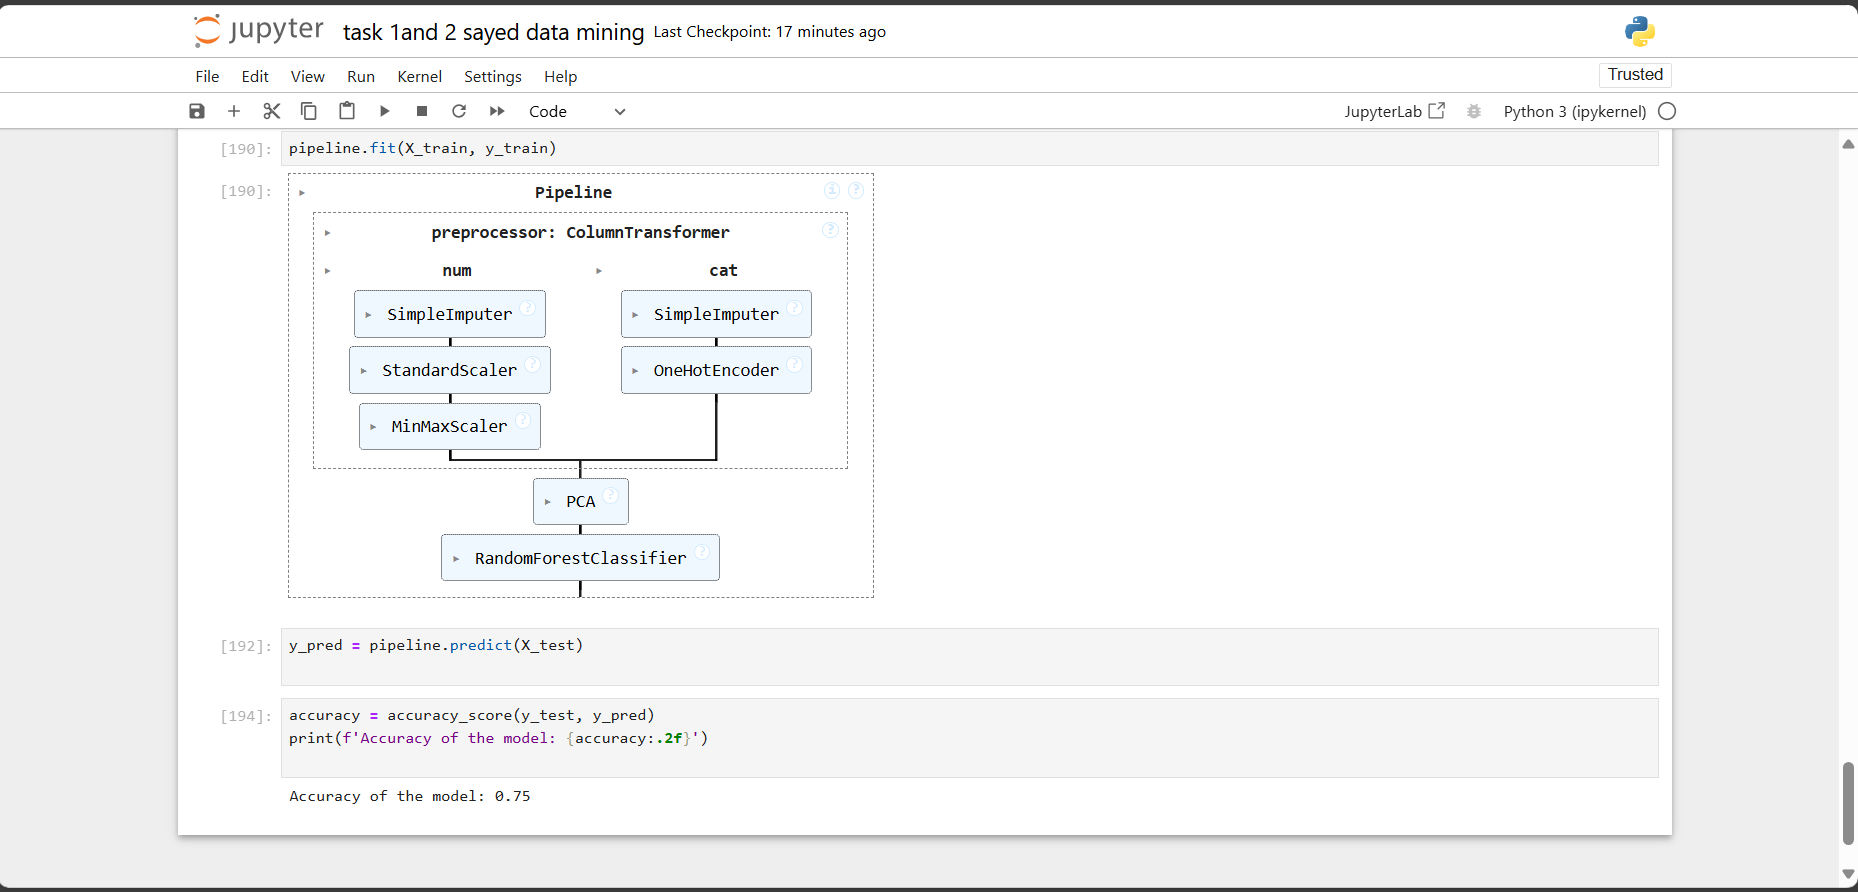 jupyter task 1and 2 sayed data mining Last Checkpoint: 17 minutes ago
File Edit View Run Kernel Settings Help Trusted
Code JupyterLab Python 3 (ipykernel)
[190]: pipeline.fit(X_train, y_train)
[190]: Pipeline i ?
preprocessor: ColumnTransformer ?
num cat
SimpleImputer ? SimpleImputer ?
StandardScaler ? OneHotEncoder ?
MinMaxScaler ?
PCA ?
RandomForestClassifier ?
[192]: y_pred = pipeline.predict(X_test)
[194]: accuracy = accuracy_score(y_test, y_pred)
print(f'Accuracy of the model: {accuracy:.2f}')
Accuracy of the model: 0.75